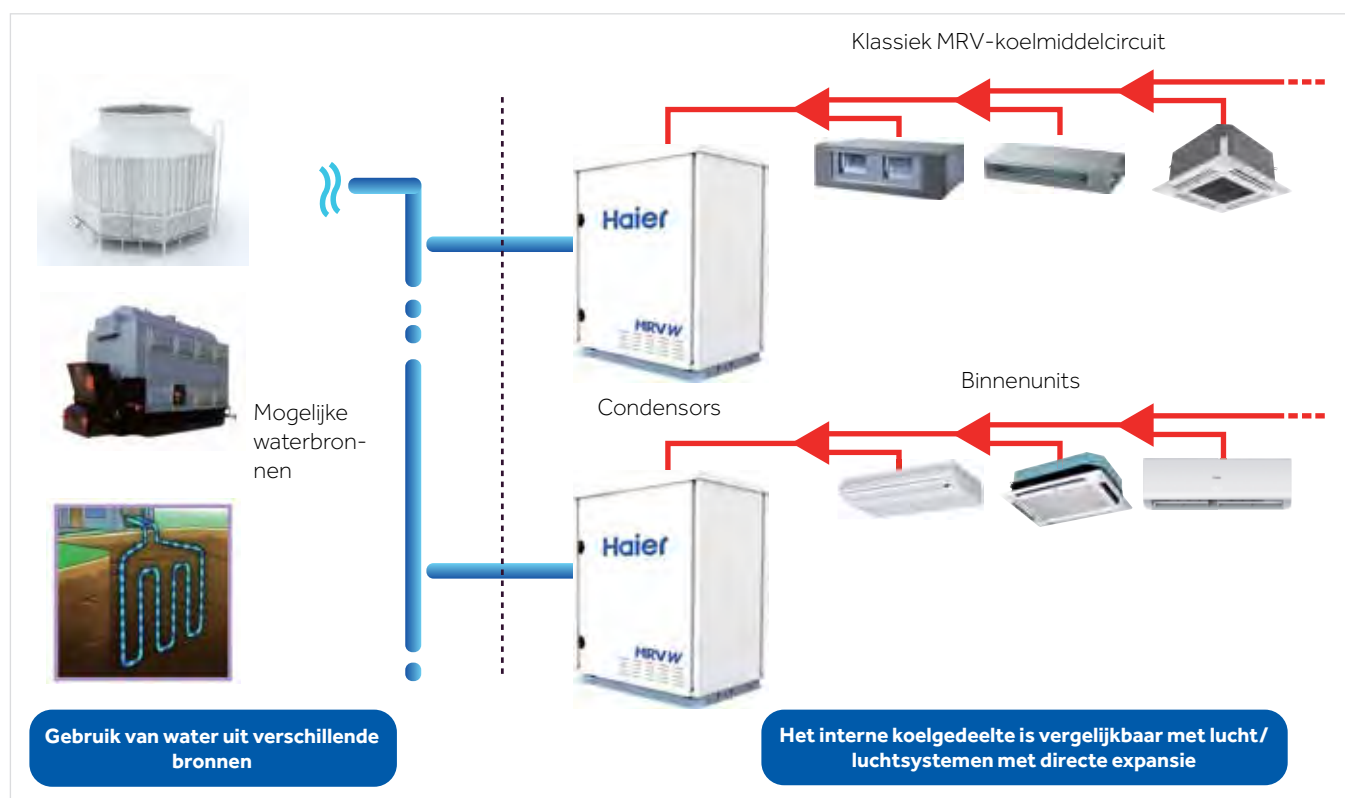 Klassiek MRV-koelmiddelcircuit
Haier
MRVW
Mogelijke
waterbron-
nen
Condensors
Binnenunits
Haier
MRVW
Gebruik van water uit verschillende
bronnen
Het interne koelgedeelte is vergelijkbaar met lucht/
luchtsystemen met directe expansie